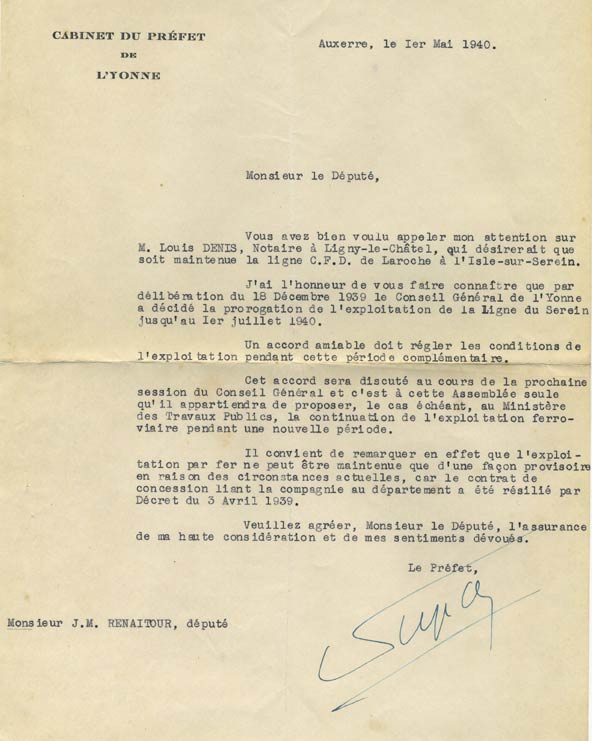 CABINET DU PRÉFET
DE
L'YONNE
Auxerre, le Ier Mai 1940.
Monsieur le Député,
Vous avez bien voulu appeler mon attention sur
M. Louis DENIS, Notaire à Ligny-le-Châtel, qui désirerait que
soit maintenue la ligne C.F.D. de Laroche à l'Isle-sur-Serein.
J'ai l'honneur de vous faire connaître que par
délibération du 18 Décembre 1939 le Conseil Général de l'Yonne
a décidé la prorogation de l'exploitation de la Ligne du Serein
jusqu'au Ier juillet 1940.
Un accord amiable doit régler les conditions de
l'exploitation pendant cette période complémentaire.
Cet accord sera discuté au cours de la prochaine
session du Conseil Général et c'est à cette Assemblée seule
qu'il appartiendra de proposer, le cas échéant, au Ministère
des Travaux Publics, la continuation de l'exploitation ferro-
viaire pendant une nouvelle période.
Il convient de remarquer en effet que l'exploi-
tation par fer ne peut être maintenue que d'une façon provisoire
en raison des circonstances actuelles, car le contrat de
concession liant la compagnie au département a été résilié par
Décret du 3 Avril 1939.
Veuillez agréer, Monsieur le Député, l'assurance
de ma haute considération et de mes sentiments dévoués.
Le Préfet,
Monsieur J.M. RENAITOUR, député